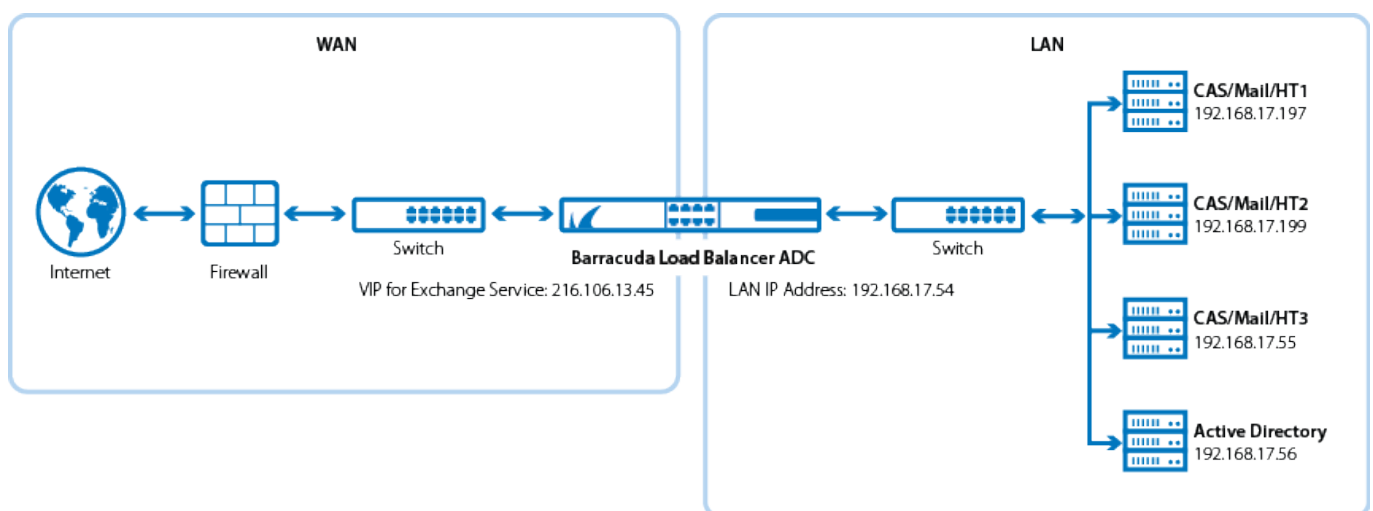 WAN
LAN
CAS/Mail/HT1
192.168.17.197
CAS/Mail/HT2
192.168.17.199
Internet
Firewall
Switch
Barracuda Load Balancer ADC
Switch
VIP for Exchange Service: 216.106.13.45
LAN IP Address: 192.168.17.54
CAS/Mail/HT3
192.168.17.55
Active Directory
192.168.17.56